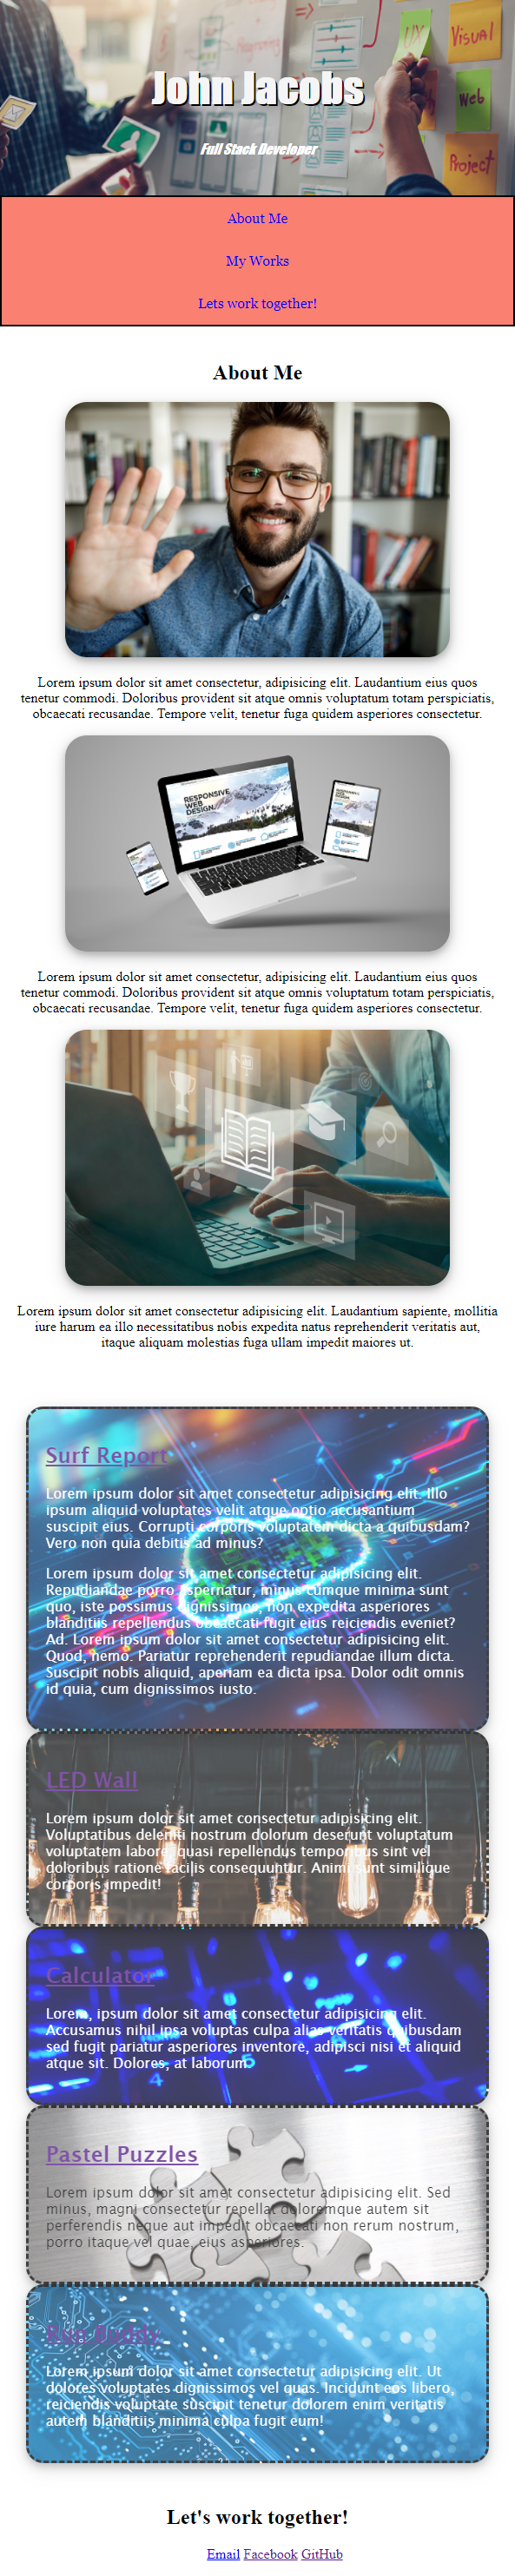 UX
Visual
Web
Project
John Jacobs
Full Stack Developer
About Me
My Works
Lets work together!
About Me
Lorem ipsum dolor sit amet consectetur, adipisicing elit. Laudantium eius quos
tenetur commodi. Doloribus provident sit atque omnis voluptatum totam perspiciatis,
obcaecati recusandae. Tempore velit, tenetur fuga quidem asperiores consectetur.
RESPONSIVE
WEB
DESIGN
Lorem ipsum dolor sit amet consectetur, adipisicing elit. Laudantium eius quos
tenetur commodi. Doloribus provident sit atque omnis voluptatum totam perspiciatis,
obcaecati recusandae. Tempore velit, tenetur fuga quidem asperiores consectetur.
Lorem ipsum dolor sit amet consectetur adipisicing elit. Laudantium sapiente, mollitia
iure harum ea illo necessitatibus nobis expedita natus reprehenderit veritatis aut,
itaque aliquam molestias fuga ullam impedit maiores ut.
Surf Report
Lorem ipsum dolor sit amet consectetur adipisicing elit. Illo
ipsum aliquid voluptates velit atque optio accusantium
suscipit eius. Corrupti corporis voluptatem dicta a quibusdam?
Vero non quia debitis ad minus?
Lorem ipsum dolor sit amet consectetur adipisicing elit.
Repudiandae porro aspernatur, minus cumque minima sunt
quo, iste possimus dignissimos, non expedita asperiores
blanditiis repellendus obcaecati fugit eius reiciendis eveniet?
Ad. Lorem ipsum dolor sit amet consectetur adipisicing elit.
Quod, nemo. Pariatur reprehenderit repudiandae illum dicta.
Suscipit nobis aliquid, aperiam ea dicta ipsa. Dolor odit omnis
id quia, cum dignissimos iusto.
LED Wall
Lorem ipsum dolor sit amet consectetur adipisicing elit.
Voluptatibus deleniti nostrum dolorum deserunt voluptatum
voluptatem labore, quasi repellendus temporibus sint vel
doloribus ratione facilis consequuntur. Animi sunt similique
corporis impedit!
Calculator
Lorem, ipsum dolor sit amet consectetur adipisicing elit.
Accusamus nihil ipsa voluptas culpa alias veritatis quibusdam
sed fugit pariatur asperiores inventore, adipisci nisi et aliquid
atque sit. Dolores, at laborum.
Pastel Puzzles
Lorem ipsum dolor sit amet consectetur adipisicing elit. Sed
minus, magni consectetur repellat doloremque autem sit
perferendis neque aut impedit obcaecati non rerum nostrum,
porro itaque vel quae, eius asperiores.
Run Buddy
Lorem ipsum dolor sit amet consectetur adipisicing elit. Ut
dolores voluptates dignissimos vel quas. Incidunt eos libero,
reiciendis voluptate suscipit tenetur dolorem enim veritatis
autem blanditiis minima culpa fugit eum!
Let's work together!
Email Facebook GitHub